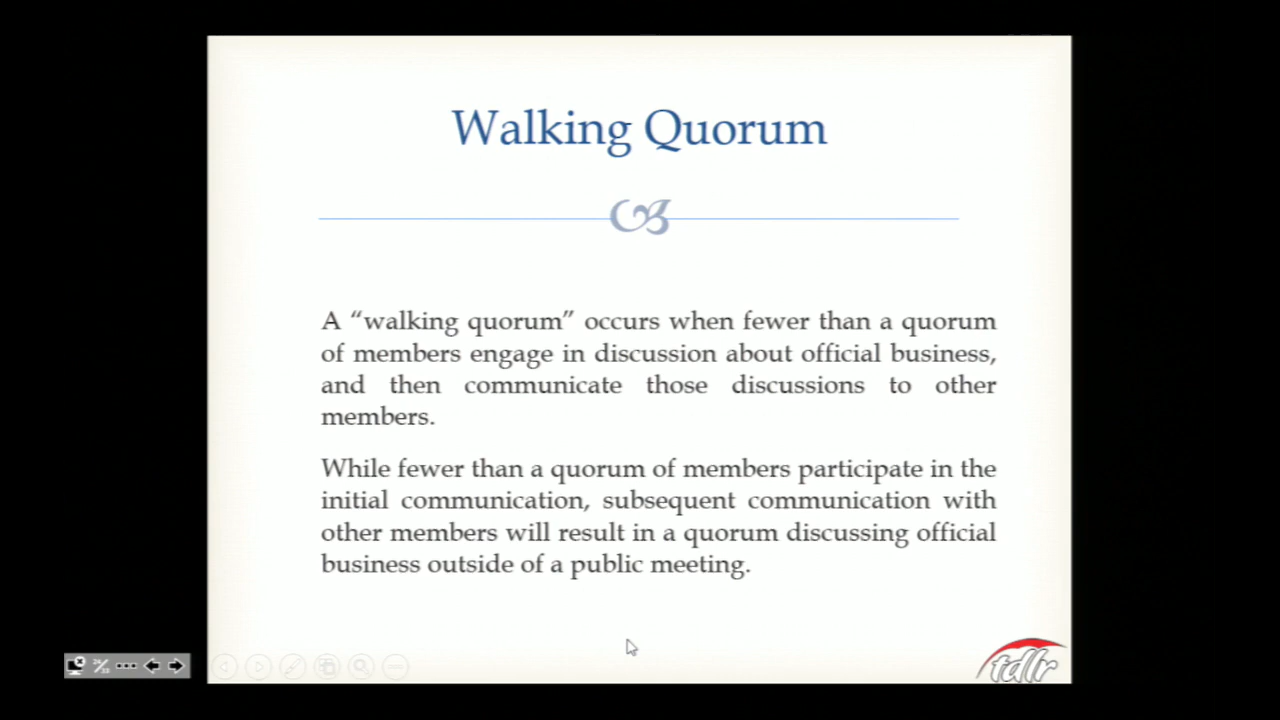 Walking Quorum
A “walking quorum” occurs when fewer than a quorum
of members engage in discussion about official business,
and then communicate those discussions to other
members.
While fewer than a quorum of members participate in the
initial communication, subsequent communication with
other members will result in a quorum discussing official
business outside of a public meeting.
tdlr